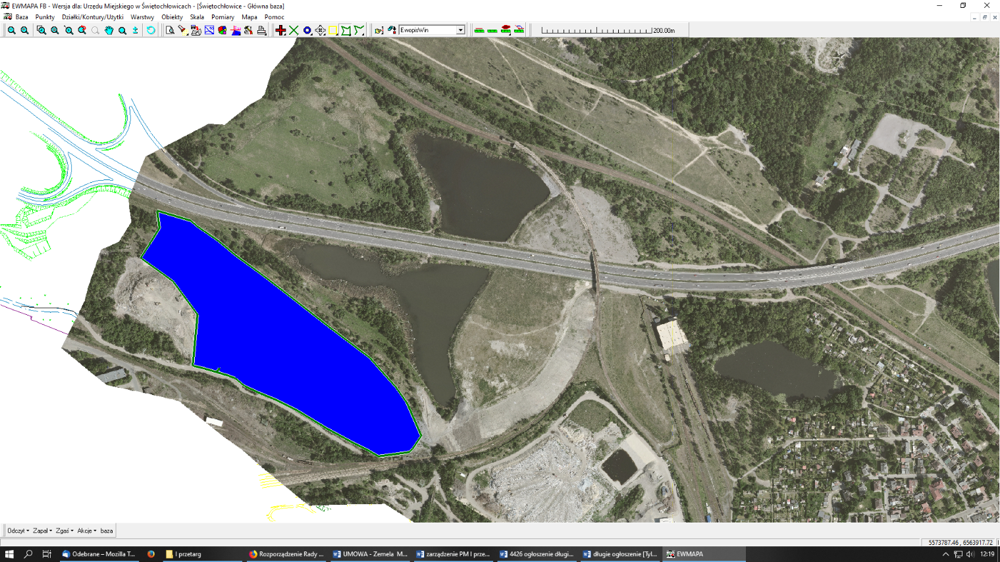 EWMAPA FB - Wersja dla: Urzędu Miejskiego w Świętochłowicach - [Świętochłowice - Główna baza]
Baza Punkty Działki/Kontury/Użytki Warstwy Obiekty Skala Pomiary Mapa Pomoc
EwopisWin 200.00m
Odczyt Zapal Zgaś Akcje baza
5573787.46 , 6563917.72
Odebrane – Mozilla T... I przetarg Rozporządzenie Rady ... UMOWA - Zemela M... zarządzenie PM I prze... 4426 ogłoszenie długi... długie ogłoszenie [Tyl... EWMAPA 12:19